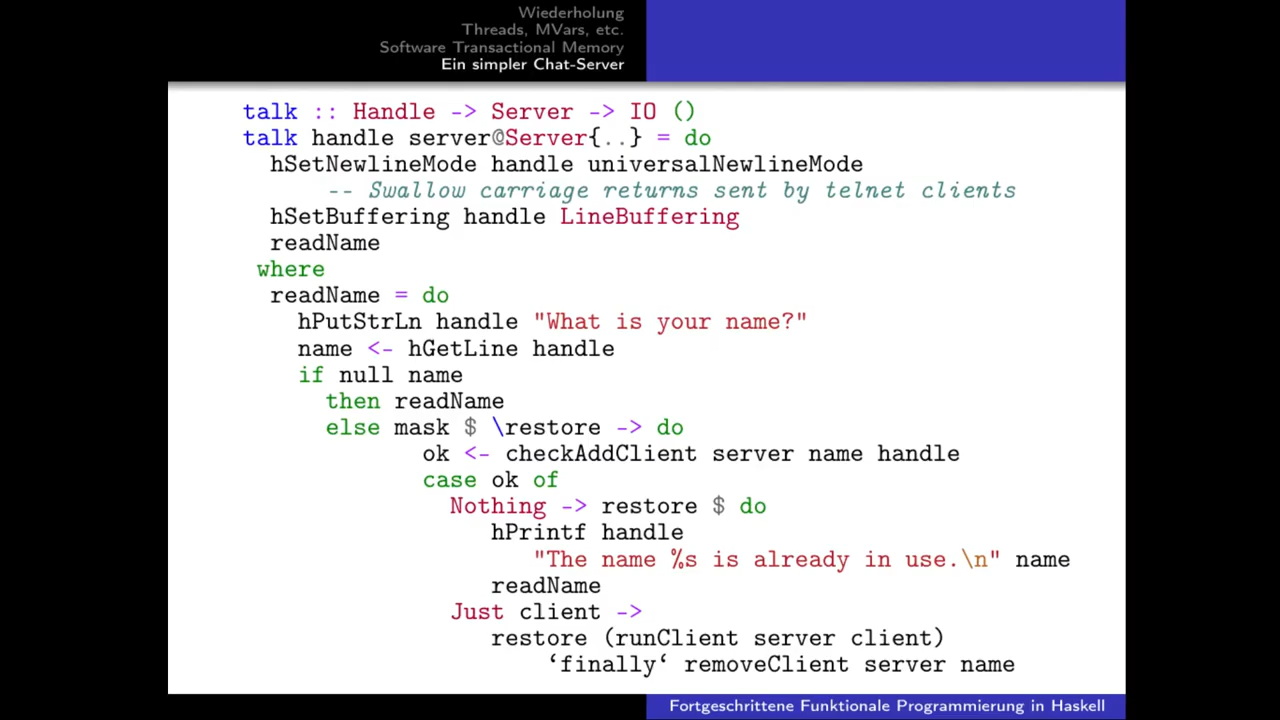 Wiederholung
Threads, MVars, etc.
Software Transactional Memory
Ein simpler Chat-Server
talk :: Handle -> Server -> IO ()
talk handle server@Server{..} = do
  hSetNewlineMode handle universalNewlineMode
      -- Swallow carriage returns sent by telnet clients
  hSetBuffering handle LineBuffering
  readName
 where
  readName = do
    hPutStrLn handle "What is your name?"
    name <- hGetLine handle
    if null name
      then readName
      else mask $ \restore -> do
             ok <- checkAddClient server name handle
             case ok of
               Nothing -> restore $ do
                  hPrintf handle
                     "The name %s is already in use.\n" name
                  readName
               Just client ->
                  restore (runClient server client)
                      ‘finally‘ removeClient server name
Fortgeschrittene Funktionale Programmierung in Haskell